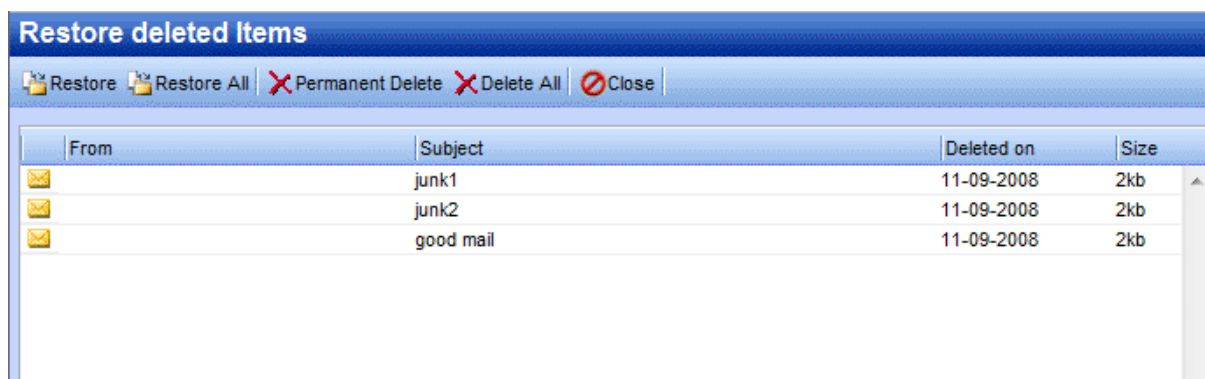 Restore deleted Items
Restore Restore All Permanent Delete Delete All Close
From Subject Deleted on Size
junk1 11-09-2008 2kb
junk2 11-09-2008 2kb
good mail 11-09-2008 2kb